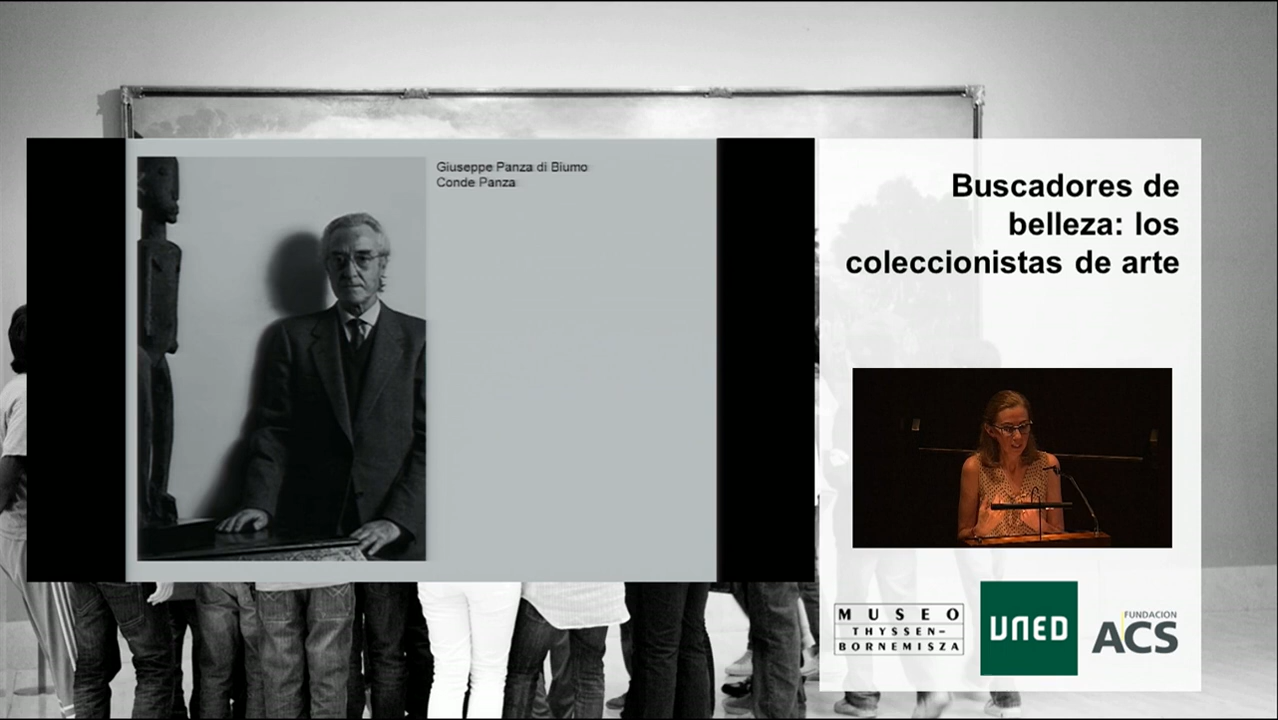 Giuseppe Panza di Biumo
Conde Panza
Buscadores de
belleza: los
coleccionistas de arte
MUSEO
THYSSEN-
BORNEMISZA
UNED
FUNDACION
ACS